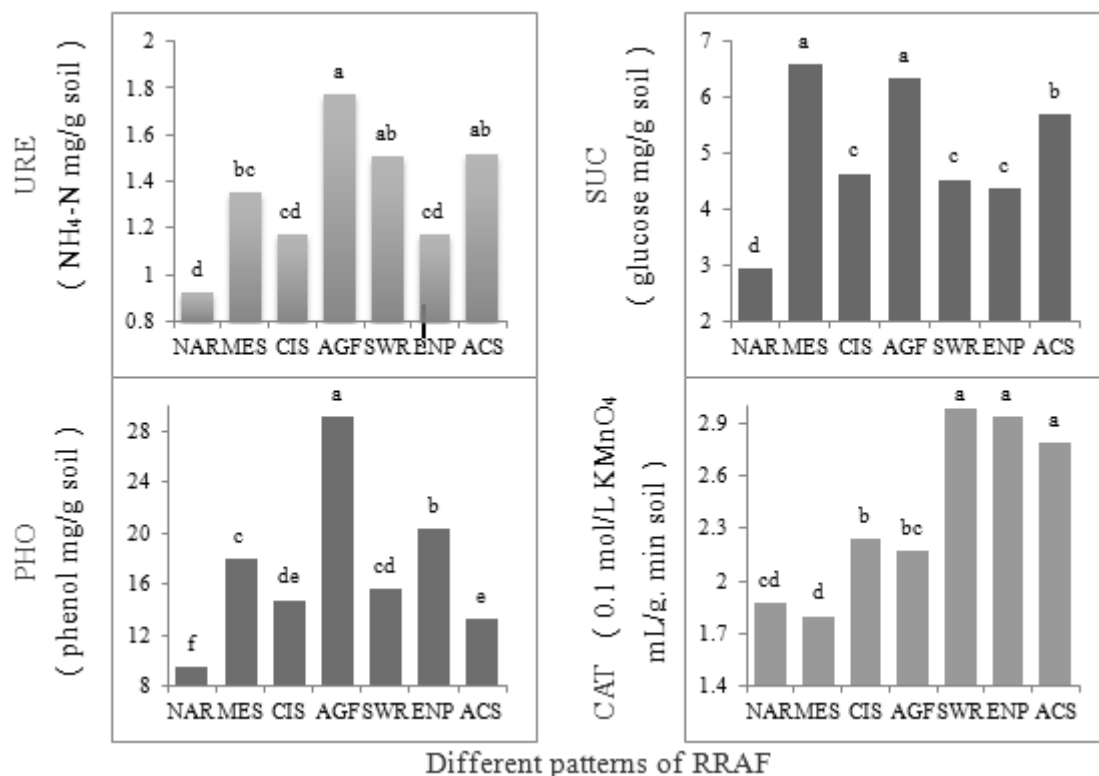 URE
( NH₄-N mg/g soil )
2
1.8
1.6
1.4
1.2
1
0.8
d
bc
cd
a
ab
cd
ab
NAR MES CIS AGF SWR ENP ACS
SUC
( glucose mg/g soil )
7
6
5
4
3
2
d
a
c
a
c
c
b
NAR MES CIS AGF SWR ENP ACS
PHO
( phenol mg/g soil )
28
24
20
16
12
8
f
c
de
a
cd
b
e
NAR MES CIS AGF SWR ENP ACS
CAT ( 0.1 mol/L KMnO₄
mL/g. min soil )
2.9
2.6
2.3
2
1.7
1.4
cd
d
b
bc
a
a
a
NAR MES CIS AGF SWR ENP ACS
Different patterns of RRAF